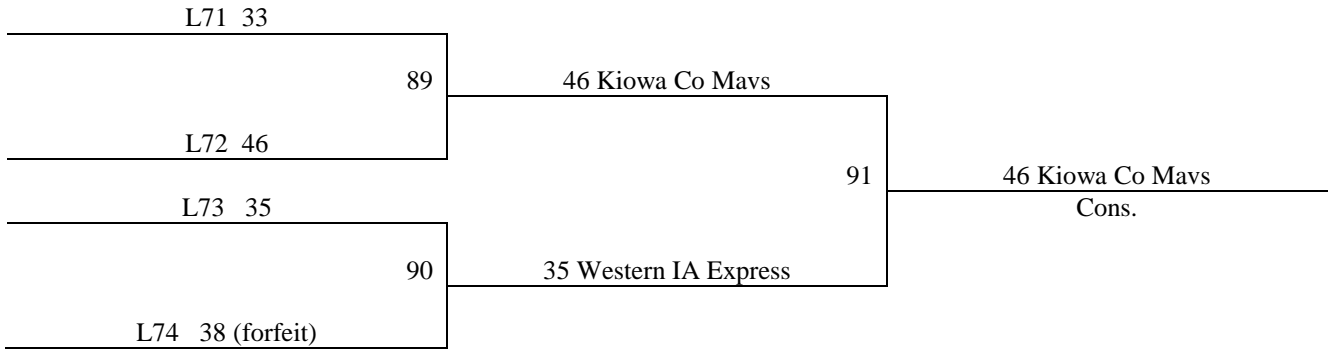 L71 33
89
46 Kiowa Co Mavs
L72 46
91
46 Kiowa Co Mavs
Cons.
L73 35
90
35 Western IA Express
L74 38 (forfeit)